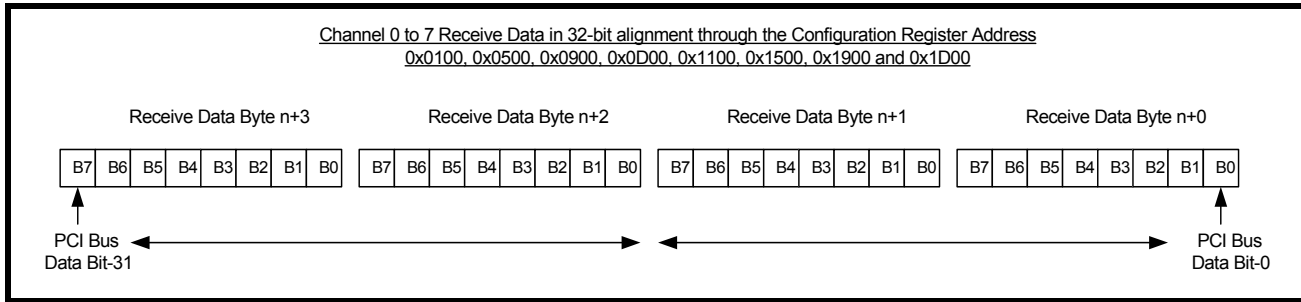 Channel 0 to 7 Receive Data in 32-bit alignment through the Configuration Register Address
0x0100, 0x0500, 0x0900, 0x0D00, 0x1100, 0x1500, 0x1900 and 0x1D00
Receive Data Byte n+3 Receive Data Byte n+2 Receive Data Byte n+1 Receive Data Byte n+0
B7 B6 B5 B4 B3 B2 B1 B0 B7 B6 B5 B4 B3 B2 B1 B0 B7 B6 B5 B4 B3 B2 B1 B0 B7 B6 B5 B4 B3 B2 B1 B0
PCI Bus PCI Bus
Data Bit-31 Data Bit-0